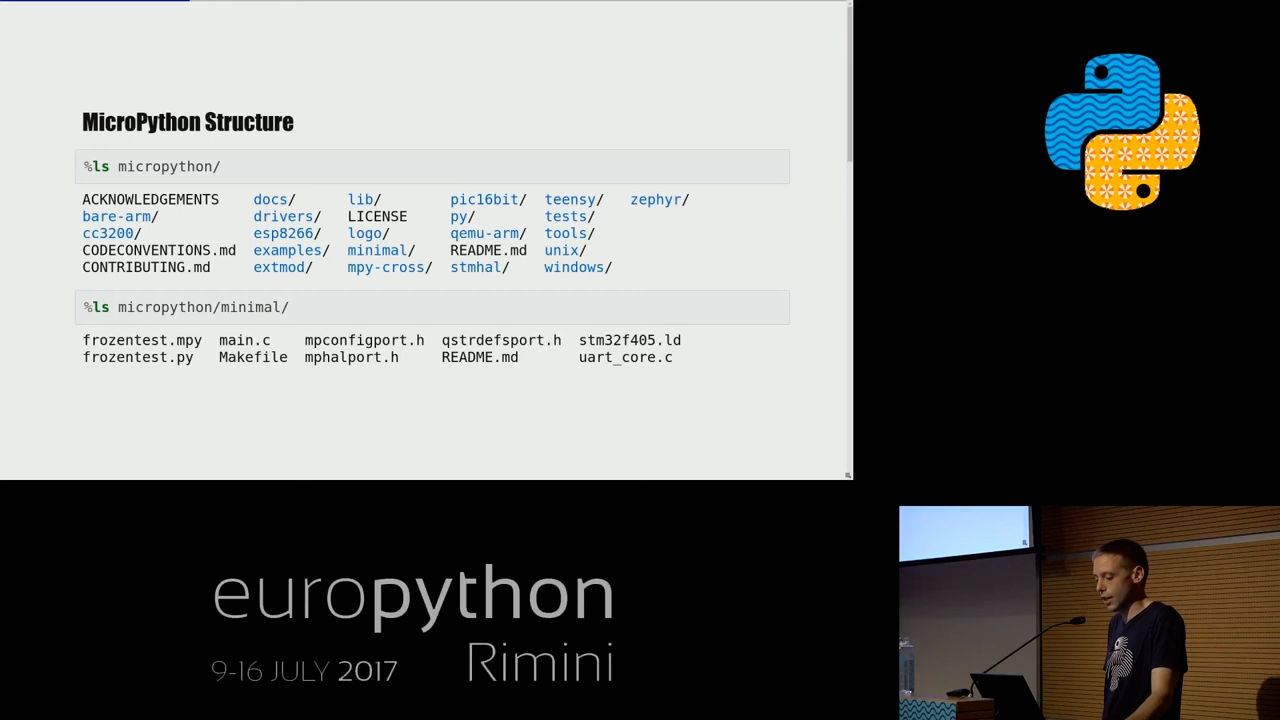 MicroPython Structure
%ls micropython/
ACKNOWLEDGEMENTS docs/ lib/ pic16bit/ teensy/ zephyr/
bare-arm/ drivers/ LICENSE py/ tests/
cc3200/ esp8266/ logo/ qemu-arm/ tools/
CODECONVENTIONS.md examples/ minimal/ README.md unix/
CONTRIBUTING.md extmod/ mpy-cross/ stmhal/ windows/
%ls micropython/minimal/
frozentest.mpy main.c mpconfigport.h qstrdefsport.h stm32f405.ld
frozentest.py Makefile mphalport.h README.md uart_core.c
europython
Rimini
9-16 JULY 2017